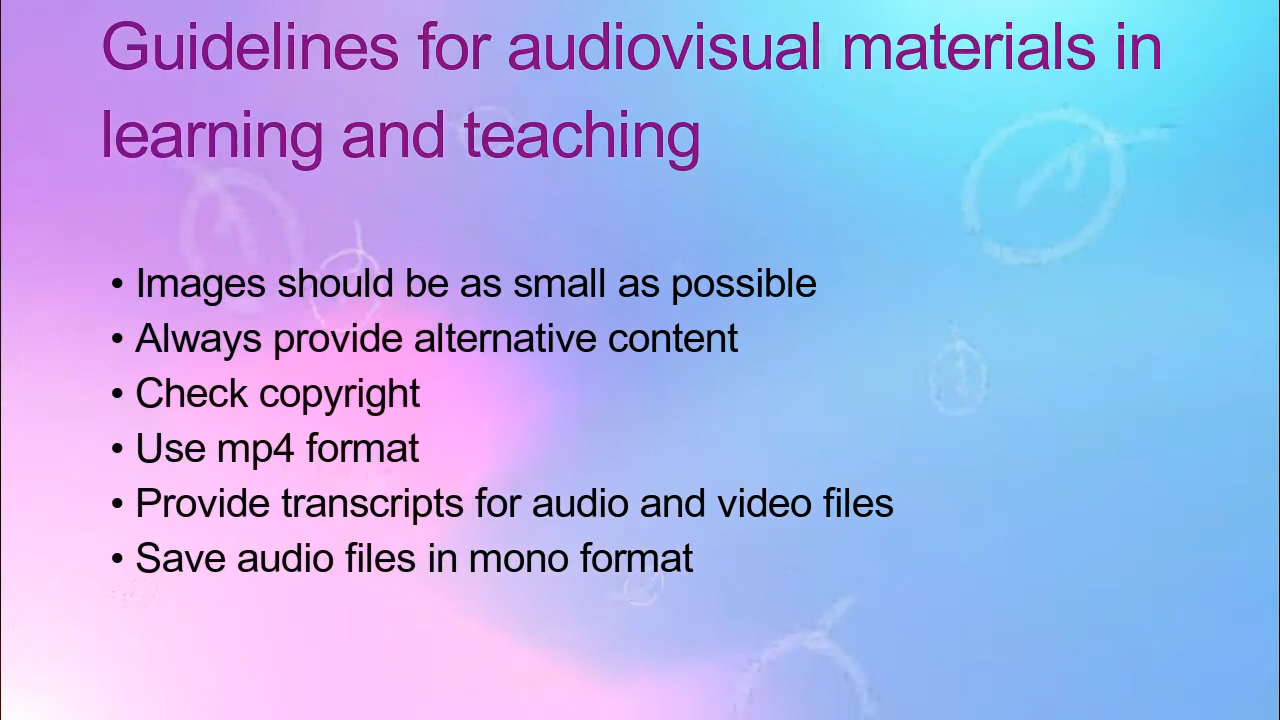 Guidelines for audiovisual materials in
learning and teaching
• Images should be as small as possible
• Always provide alternative content
• Check copyright
• Use mp4 format
• Provide transcripts for audio and video files
• Save audio files in mono format